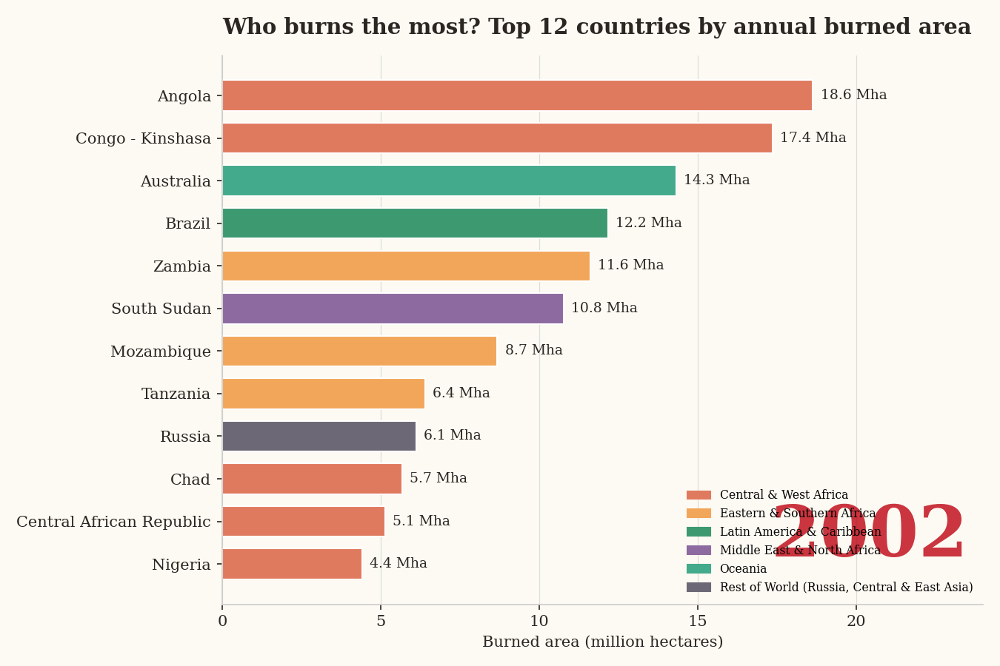 Who burns the most? Top 12 countries by annual burned area
Angola
18.6 Mha
Congo - Kinshasa
17.4 Mha
Australia
14.3 Mha
Brazil
12.2 Mha
Zambia
11.6 Mha
South Sudan
10.8 Mha
Mozambique
8.7 Mha
Tanzania
6.4 Mha
Russia
6.1 Mha
Chad
5.7 Mha
Central African Republic
5.1 Mha
Nigeria
4.4 Mha
Central & West Africa
Eastern & Southern Africa
Latin America & Caribbean
Middle East & North Africa
Oceania
Rest of World (Russia, Central & East Asia)
2002
0 5 10 15 20
Burned area (million hectares)